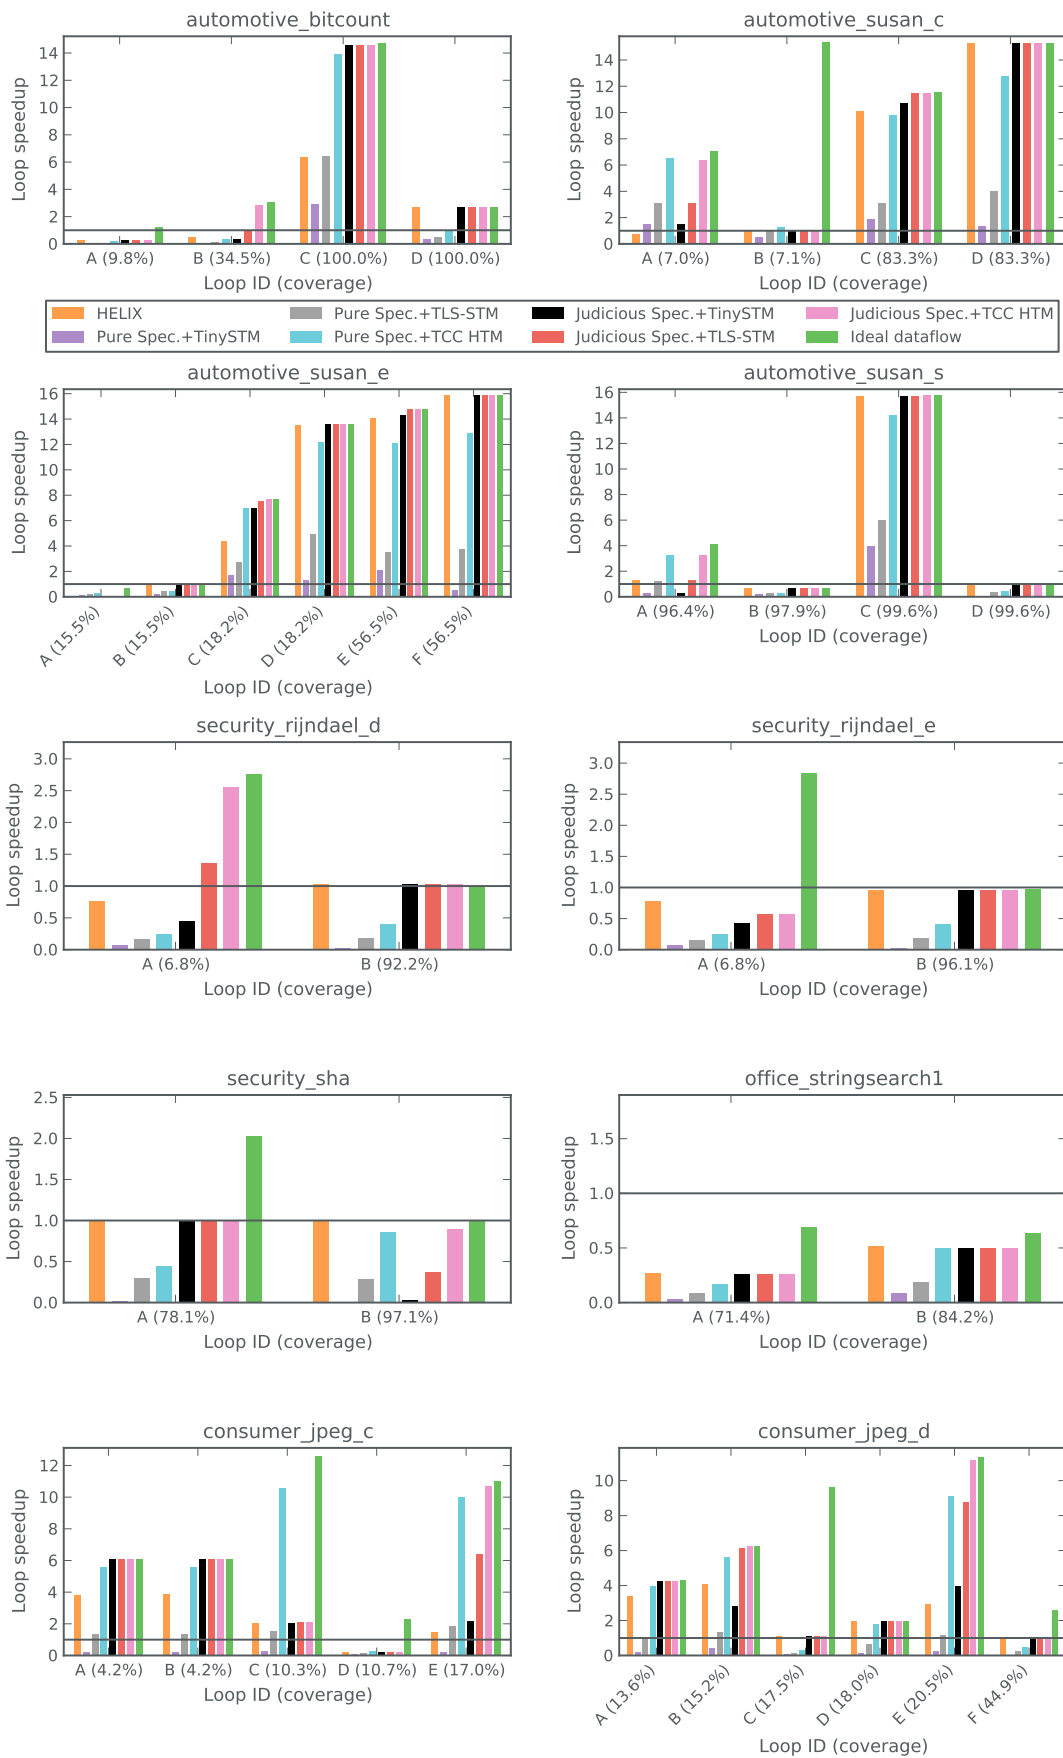 automotive_bitcount
automotive_susan_c
Loop speedup
14
12
10
8
6
4
2
0
A (9.8%) B (34.5%) C (100.0%) D (100.0%)
Loop ID (coverage)
Loop speedup
14
12
10
8
6
4
2
0
A (7.0%) B (7.1%) C (83.3%) D (83.3%)
Loop ID (coverage)
HELIX
Pure Spec.+TinySTM
Pure Spec.+TLS-STM
Pure Spec.+TCC HTM
Judicious Spec.+TinySTM
Judicious Spec.+TLS-STM
Judicious Spec.+TCC HTM
Ideal dataflow
automotive_susan_e
Loop speedup
16
14
12
10
8
6
4
2
0
A (15.5%) B (15.5%) C (18.2%) D (18.2%) E (56.5%) F (56.5%)
Loop ID (coverage)
automotive_susan_s
Loop speedup
16
14
12
10
8
6
4
2
0
A (96.4%) B (97.9%) C (99.6%) D (99.6%)
Loop ID (coverage)
security_rijndael_d
Loop speedup
3.0
2.5
2.0
1.5
1.0
0.5
0.0
A (6.8%) B (92.2%)
Loop ID (coverage)
security_rijndael_e
Loop speedup
3.0
2.5
2.0
1.5
1.0
0.5
0.0
A (6.8%) B (96.1%)
Loop ID (coverage)
security_sha
Loop speedup
2.5
2.0
1.5
1.0
0.5
0.0
A (78.1%) B (97.1%)
Loop ID (coverage)
office_stringsearch1
Loop speedup
1.5
1.0
0.5
0.0
A (71.4%) B (84.2%)
Loop ID (coverage)
consumer_jpeg_c
Loop speedup
12
10
8
6
4
2
0
A (4.2%) B (4.2%) C (10.3%) D (10.7%) E (17.0%)
Loop ID (coverage)
consumer_jpeg_d
Loop speedup
10
8
6
4
2
0
A (13.6%) B (15.2%) C (17.5%) D (18.0%) E (20.5%) F (44.9%)
Loop ID (coverage)